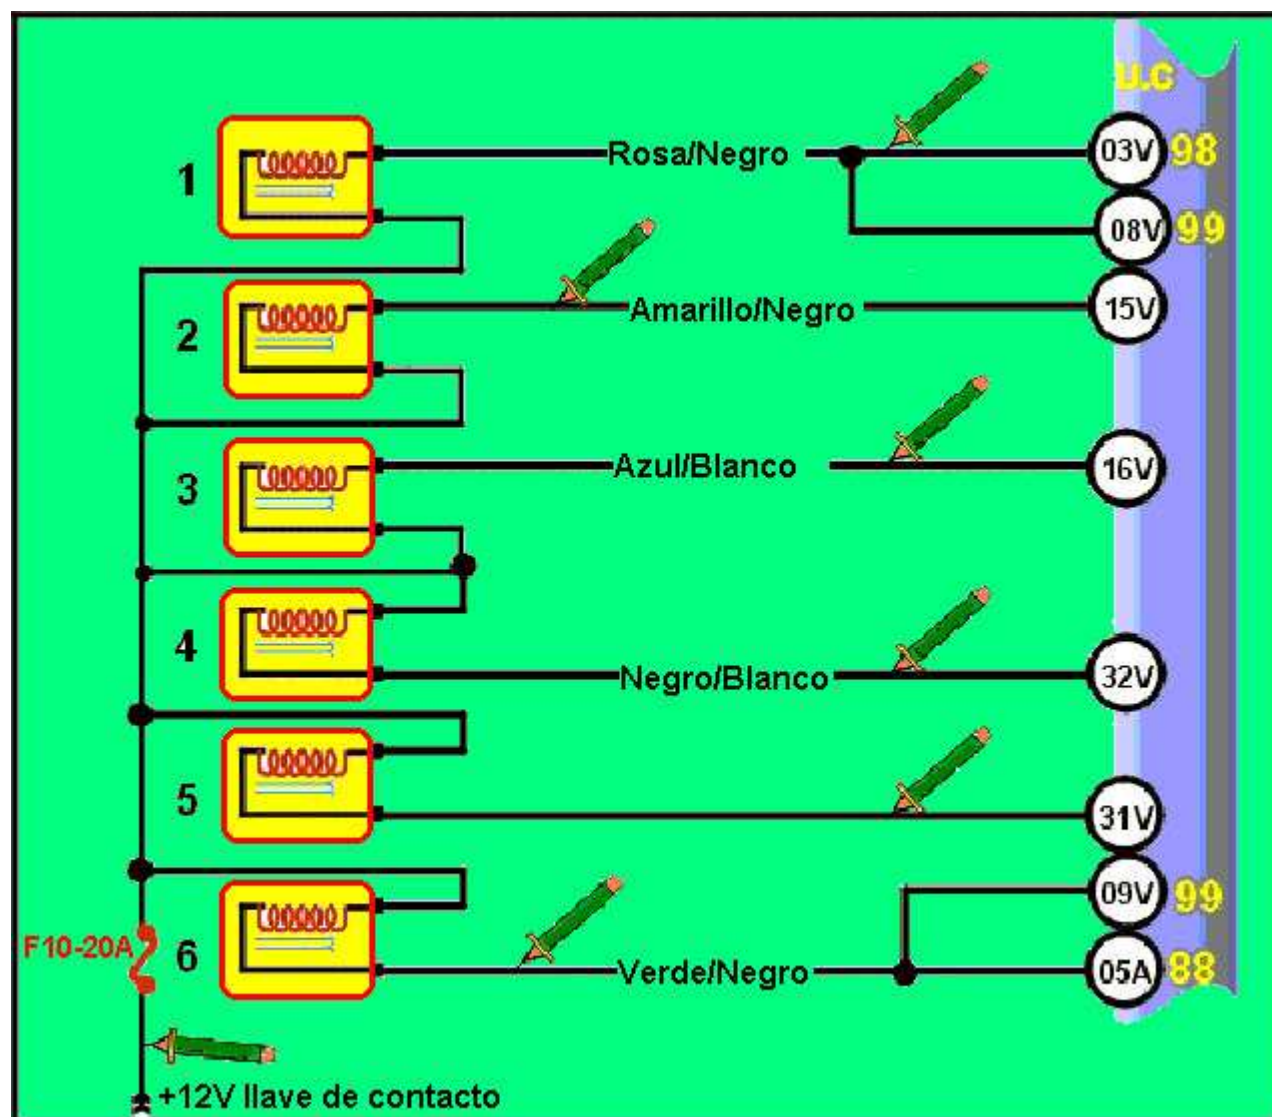 u.c
1
Rosa/Negro
03V 98
08V 99
2
Amarillo/Negro
15V
3
Azul/Blanco
16V
4
Negro/Blanco
32V
5
31V
09V 99
F10-20A
6
Verde/Negro
05A 88
+12V llave de contacto